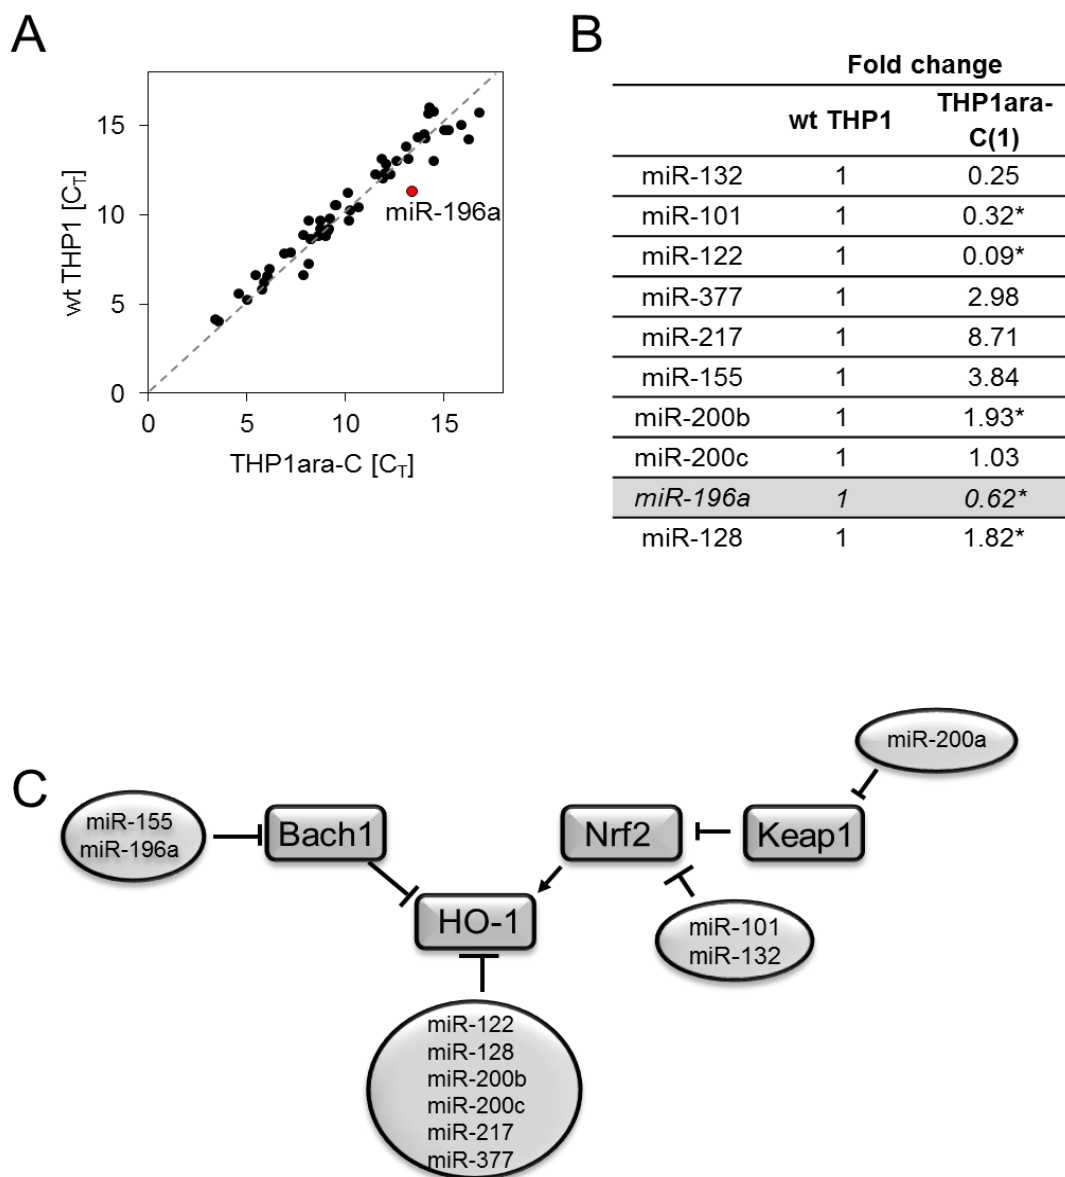 A
wt THP1 [CT]
15
10
5
0
0 5 10 15
THP1ara-C [CT]
miR-196a
B
Fold change
wt THP1 THP1ara-
C(1)
miR-132 1 0.25
miR-101 1 0.32*
miR-122 1 0.09*
miR-377 1 2.98
miR-217 1 8.71
miR-155 1 3.84
miR-200b 1 1.93*
miR-200c 1 1.03
miR-196a 1 0.62*
miR-128 1 1.82*
C
miR-155
miR-196a
Bach1
HO-1
Nrf2
Keap1
miR-200a
miR-101
miR-132
miR-122
miR-128
miR-200b
miR-200c
miR-217
miR-377